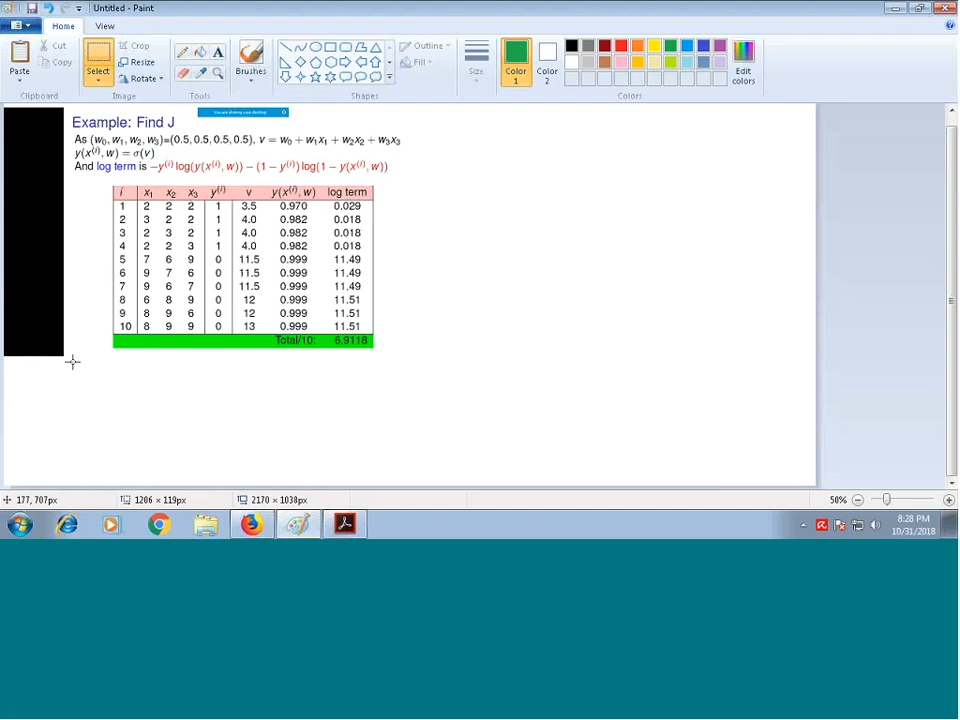 Untitled - Paint
Home View
Paste Cut Copy Select Crop Resize Rotate Brushes Outline Fill Size Color 1 Color 2 Edit colors
Clipboard Image Tools Shapes Colors
You are sharing your desktop
Example: Find J
As (w₀, w₁, w₂, w₃)=(0.5, 0.5, 0.5, 0.5), v = w₀ + w₁x₁ + w₂x₂ + w₃x₃
y(x⁽ⁱ⁾, w) = σ(v)
And log term is −y⁽ⁱ⁾ log(y(x⁽ⁱ⁾, w)) − (1 − y⁽ⁱ⁾) log(1 − y(x⁽ⁱ⁾, w))
i x₁ x₂ x₃ y⁽ⁱ⁾ v y(x⁽ⁱ⁾, w) log term
1 2 2 2 1 3.5 0.970 0.029
2 3 2 2 1 4.0 0.982 0.018
3 2 3 2 1 4.0 0.982 0.018
4 2 2 3 1 4.0 0.982 0.018
5 7 6 9 0 11.5 0.999 11.49
6 9 7 6 0 11.5 0.999 11.49
7 9 6 7 0 11.5 0.999 11.49
8 6 8 9 0 12 0.999 11.51
9 8 9 6 0 12 0.999 11.51
10 8 9 9 0 13 0.999 11.51
Total/10: 6.9118
177, 707px 1206 × 119px 2170 × 1038px 50%
8:28 PM
10/31/2018